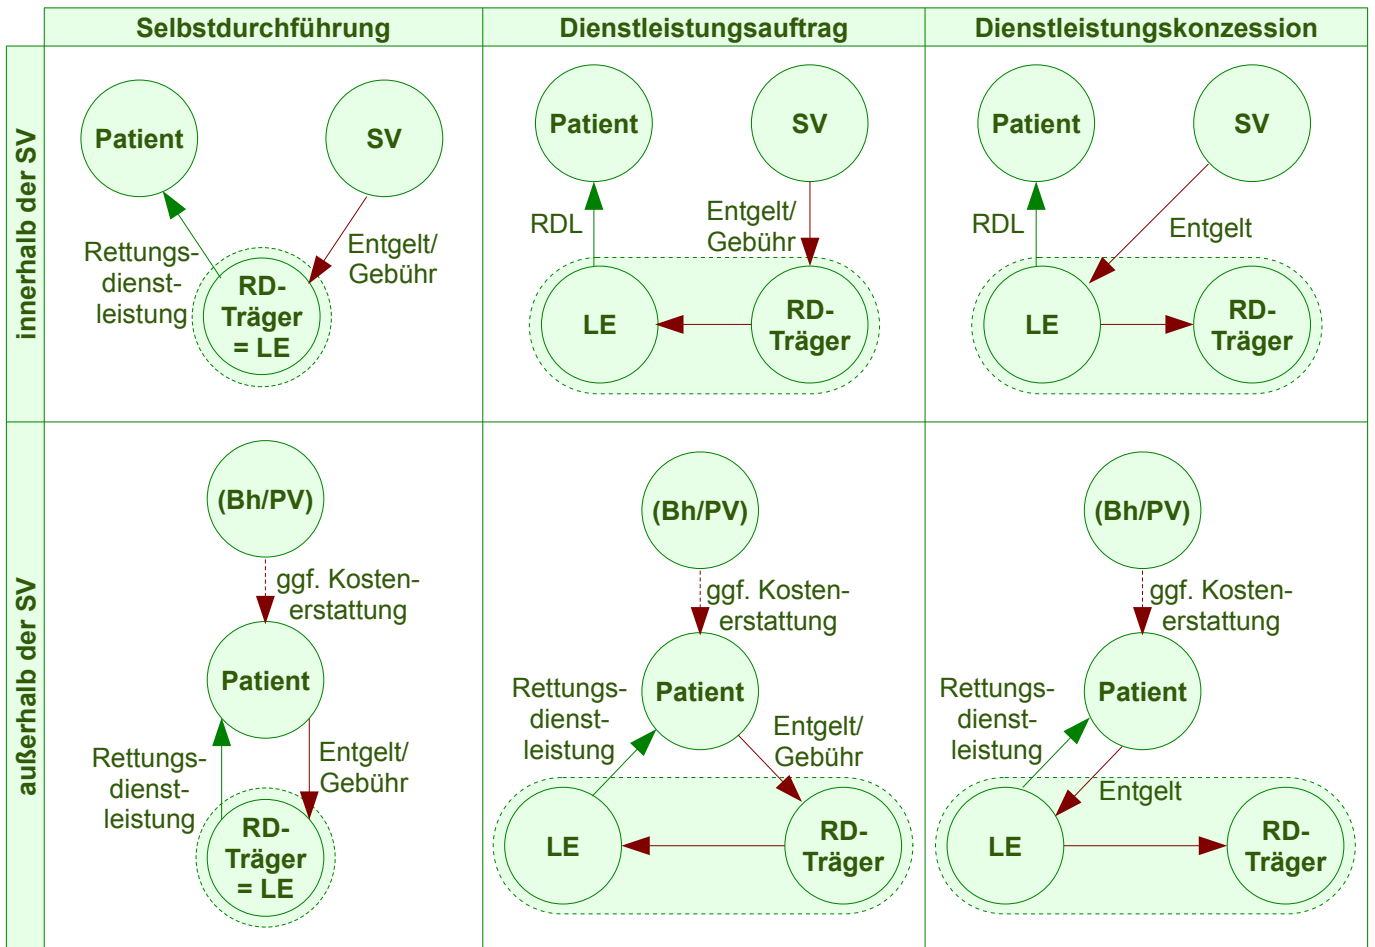 Selbstdurchführung
Dienstleistungsauftrag
Dienstleistungskonzession
innerhalb der SV
Patient
SV
Rettungs-
dienst-
leistung
Entgelt/
Gebühr
RD-
Träger
= LE
Patient
SV
RDL
Entgelt/
Gebühr
LE
RD-
Träger
Patient
SV
RDL
Entgelt
LE
RD-
Träger
außerhalb der SV
(Bh/PV)
ggf. Kosten-
erstattung
Patient
Rettungs-
dienst-
leistung
Entgelt/
Gebühr
RD-
Träger
= LE
(Bh/PV)
ggf. Kosten-
erstattung
Patient
Rettungs-
dienst-
leistung
Entgelt/
Gebühr
LE
RD-
Träger
(Bh/PV)
ggf. Kosten-
erstattung
Patient
Rettungs-
dienst-
leistung
Entgelt
LE
RD-
Träger